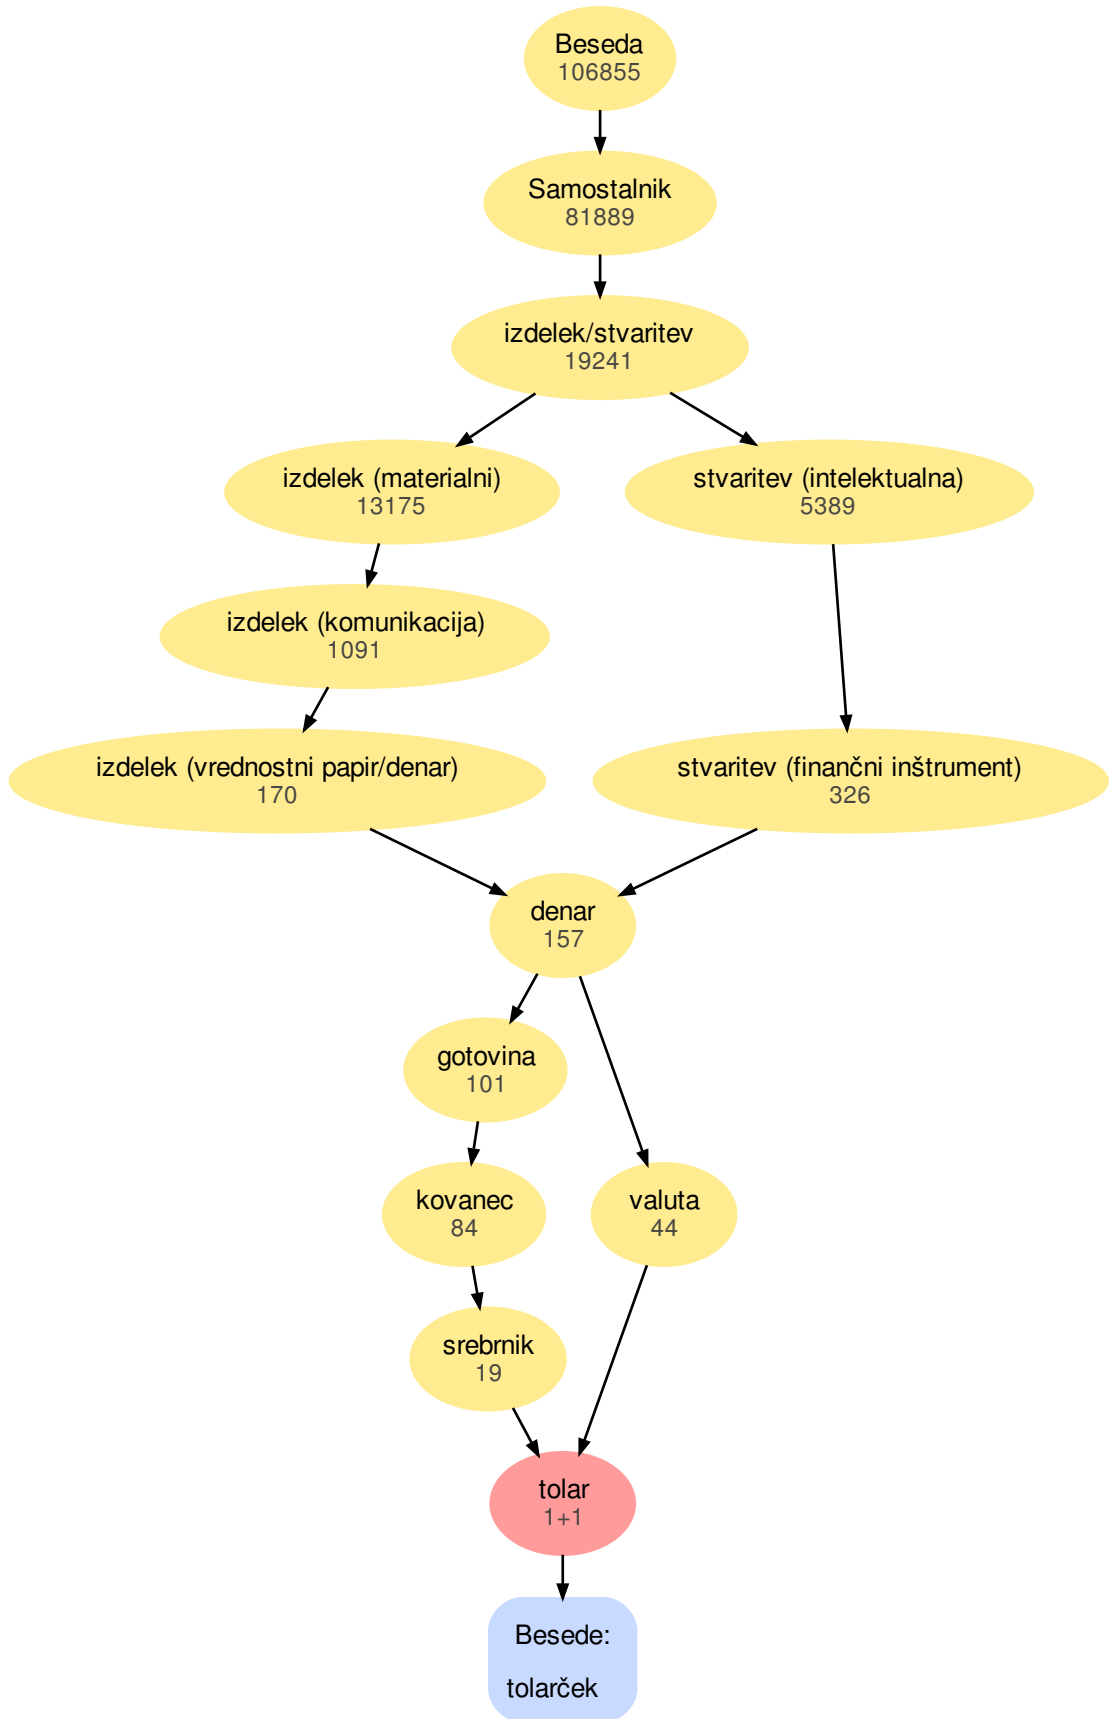 Beseda
106855
Samostalnik
81889
izdelek/stvaritev
19241
izdelek (materialni)
13175
stvaritev (intelektualna)
5389
izdelek (komunikacija)
1091
izdelek (vrednostni papir/denar)
170
stvaritev (finančni inštrument)
326
denar
157
gotovina
101
kovanec
84
valuta
44
srebrnik
19
tolar
1+1
Besede:
tolarček